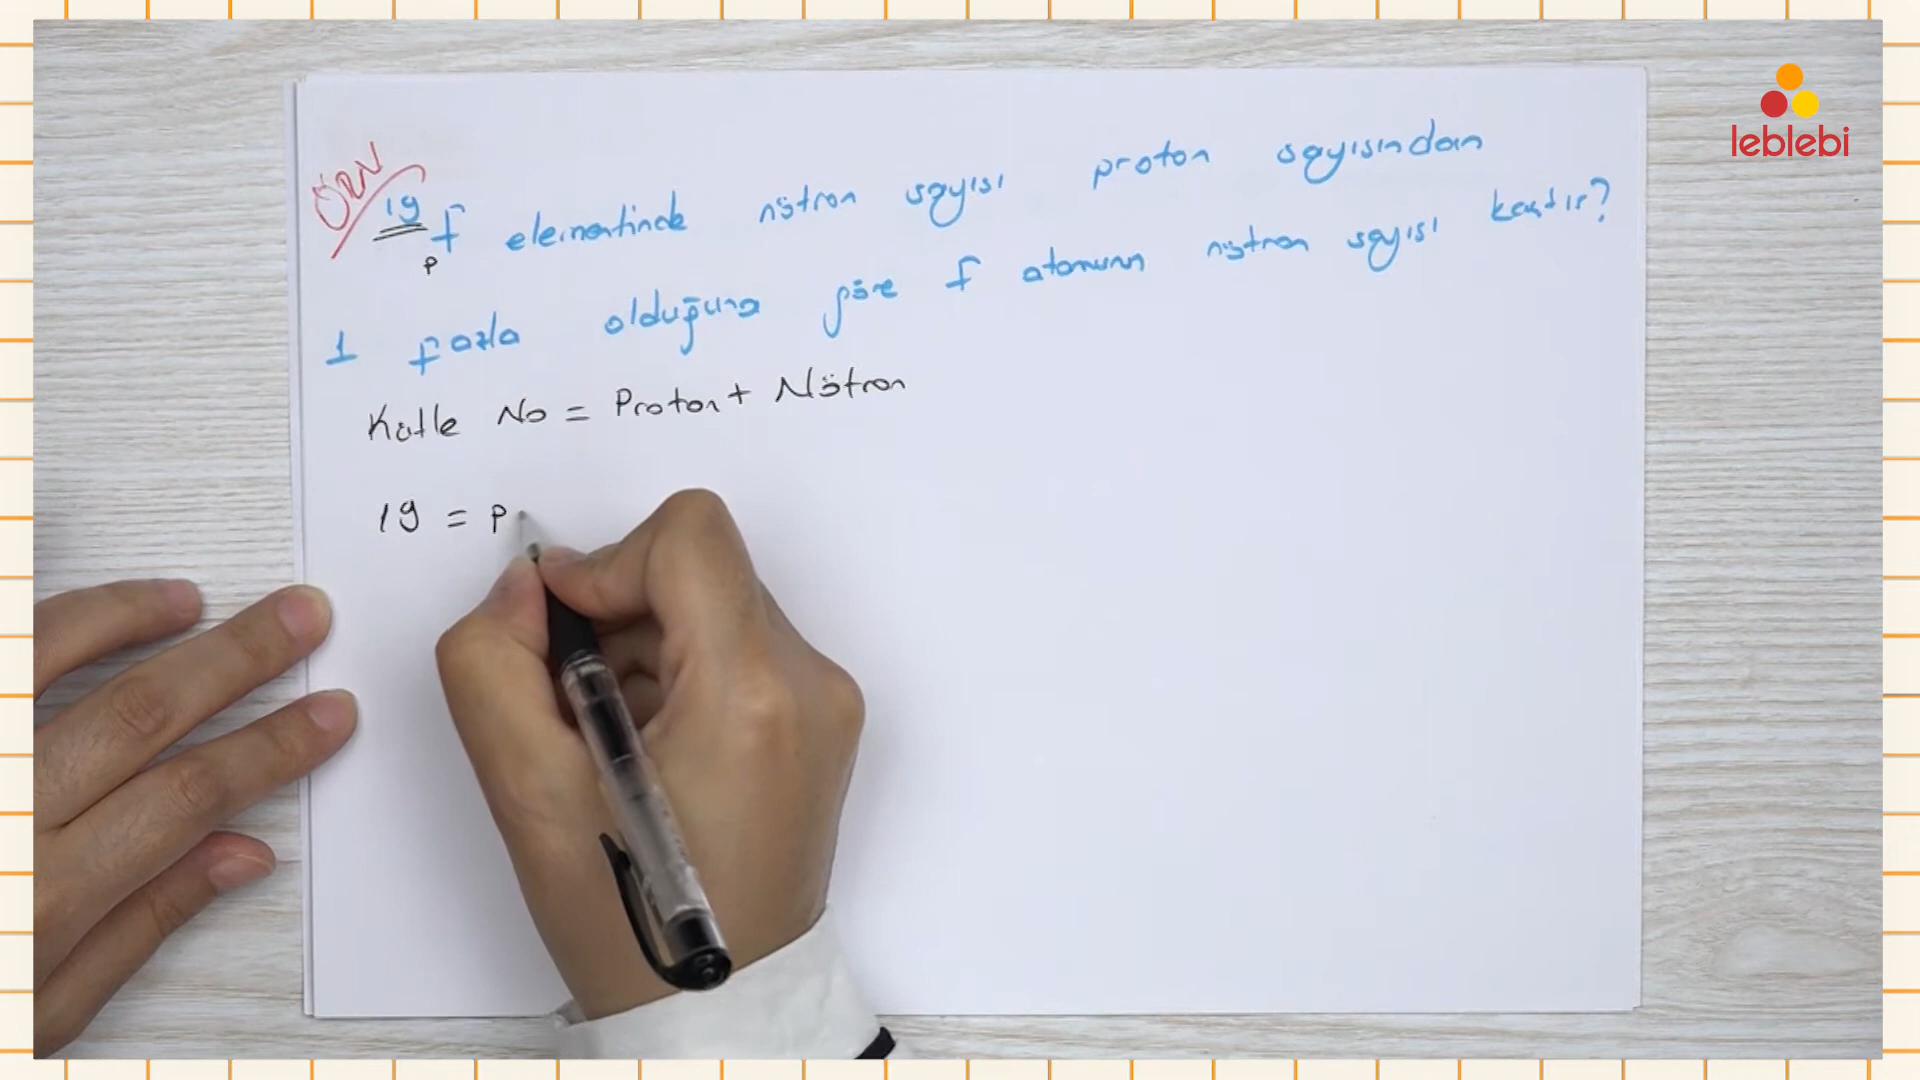 ÖRN
19
F elementinde nötron sayısı proton sayısından
P
1 fazla olduğuna göre F atomunun nötron sayısı kaçtır?
Kütle No = Proton + Nötron
19 = P
leblebi